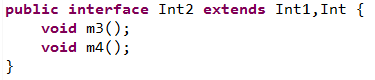 public interface Int2 extends Int1,Int {
    void m3();
    void m4();
}